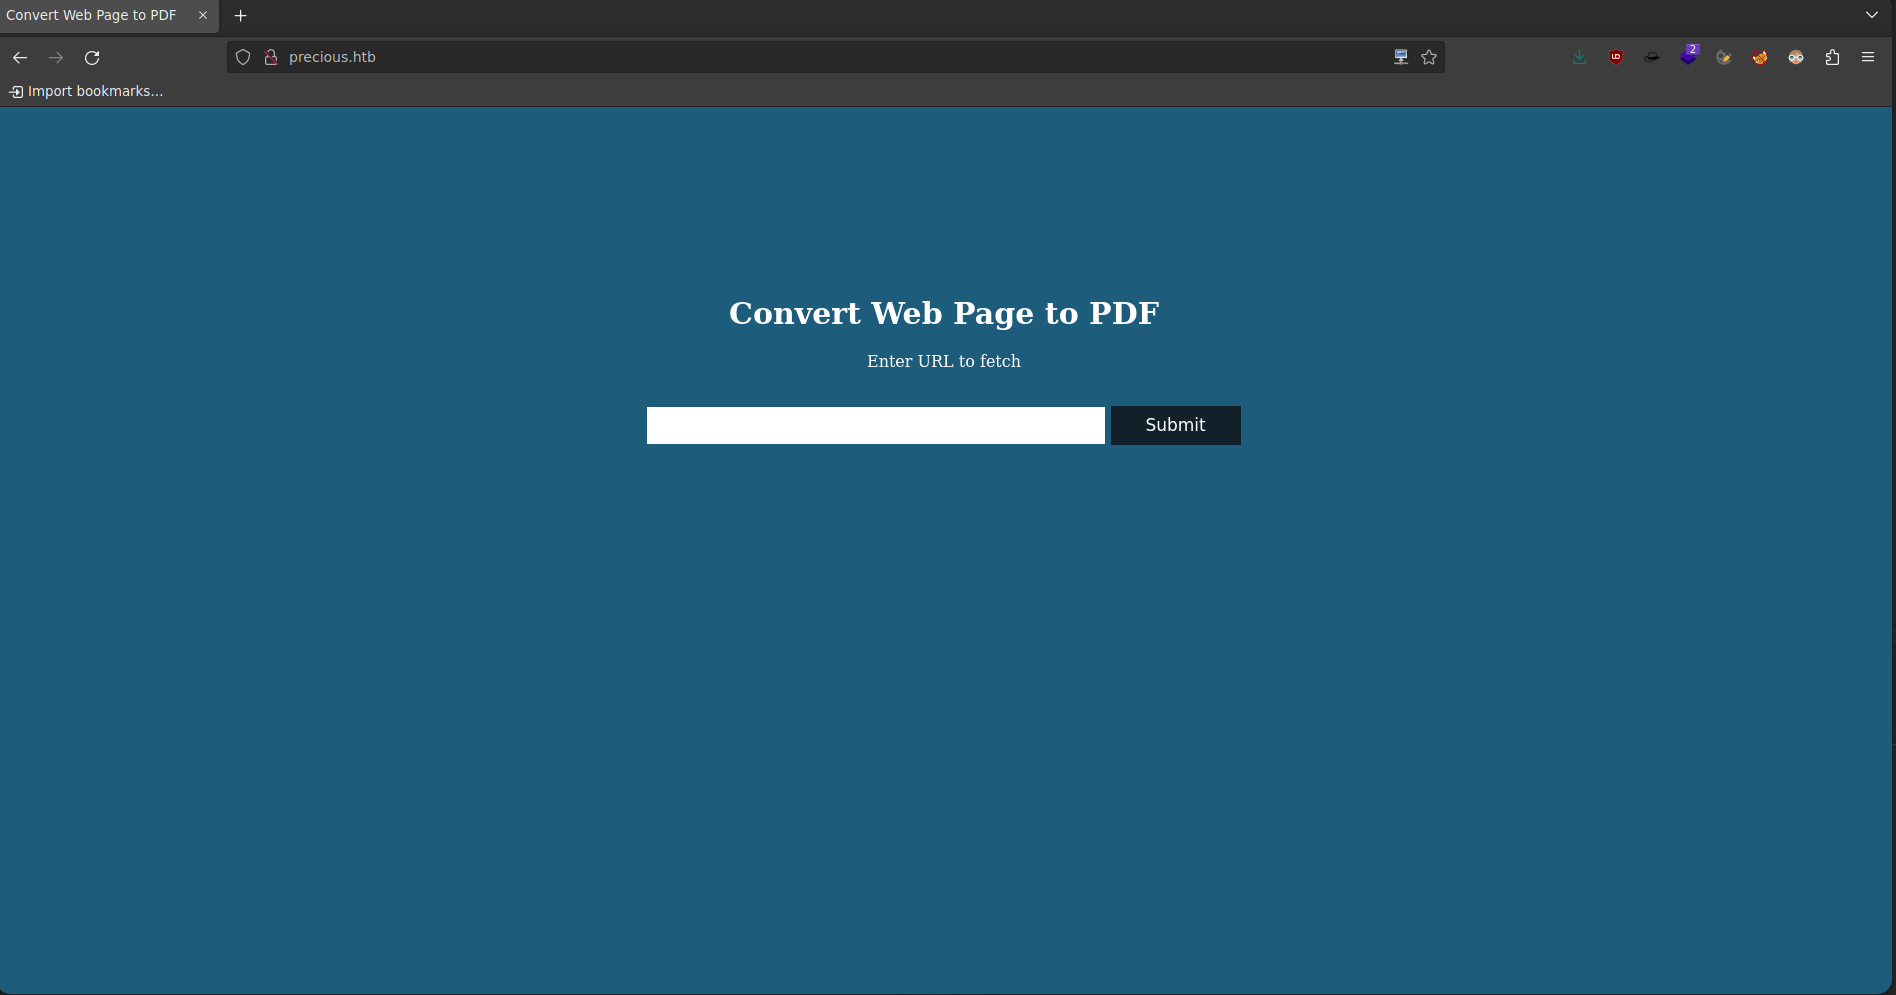 Convert Web Page to PDF
precious.htb
2
Import bookmarks...
Convert Web Page to PDF
Enter URL to fetch
Submit